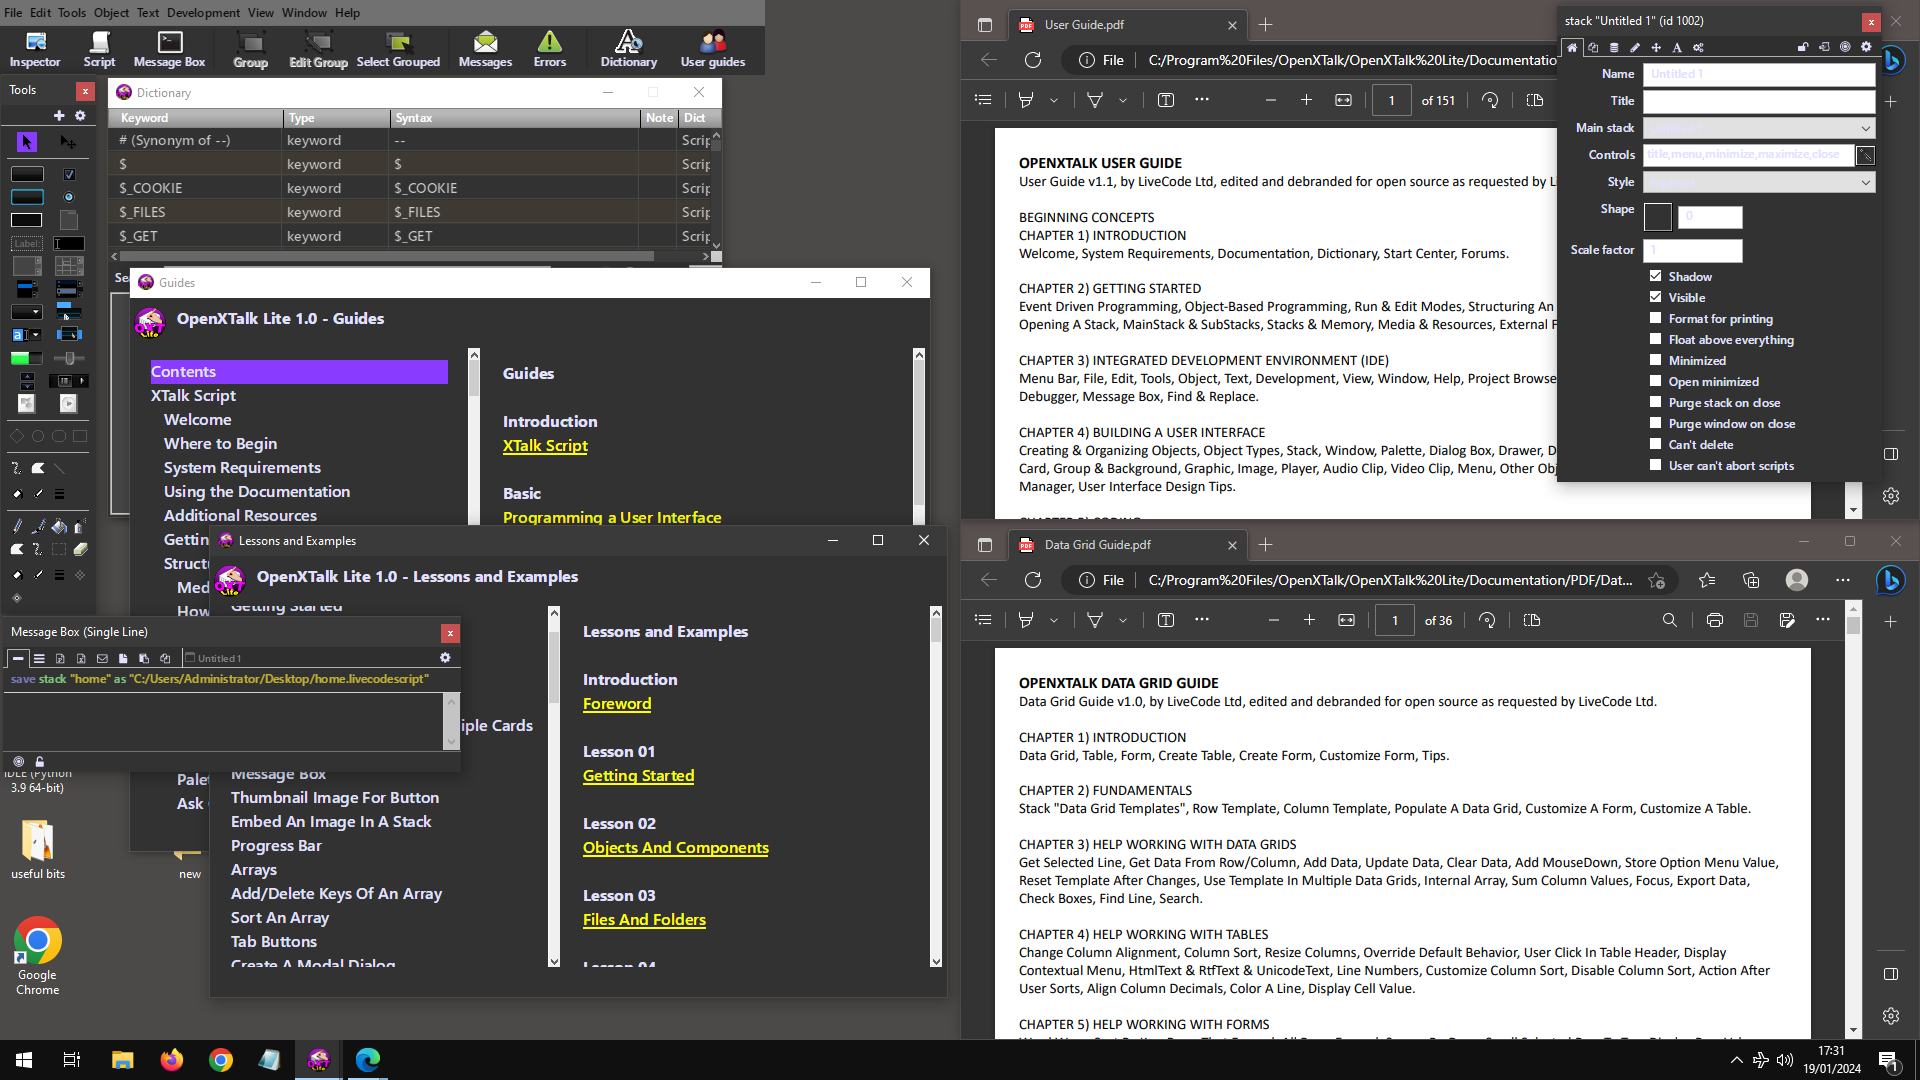 File Edit Tools Object Text Development View Window Help
Inspector Script Message Box Group Edit Group Select Grouped Messages Errors Dictionary User guides
Tools
Label:
Dictionary
Keyword Type Syntax Note Dict
# (Synonym of --) keyword -- Scrip
$ keyword $ Scrip
$_COOKIE keyword $_COOKIE Scrip
$_FILES keyword $_FILES Scrip
$_GET keyword $_GET Scrip
Guides
OpenXTalk Lite 1.0 - Guides
Contents
XTalk Script
Welcome
Where to Begin
System Requirements
Using the Documentation
Additional Resources
Gettin
Structu
Med
How
Palet
Ask
Guides
Introduction
XTalk Script
Basic
Programming a User Interface
Lessons and Examples
OpenXTalk Lite 1.0 - Lessons and Examples
Getting Started
iple Cards
Message Box
Thumbnail Image For Button
Embed An Image In A Stack
Progress Bar
Arrays
Add/Delete Keys Of An Array
Sort An Array
Tab Buttons
Create A Modal Dialog
Lessons and Examples
Introduction
Foreword
Lesson 01
Getting Started
Lesson 02
Objects And Components
Lesson 03
Files And Folders
Lesson 04
Message Box (Single Line)
Untitled 1
save stack "home" as "C:/Users/Administrator/Desktop/home.livecodescript"
IDLE (Python
3.9 64-bit)
useful bits
new
Google
Chrome
User Guide.pdf
File C:/Program%20Files/OpenXTalk/OpenXTalk%20Lite/Documentatio
1 of 151
OPENXTALK USER GUIDE
User Guide v1.1, by LiveCode Ltd, edited and debranded for open source as requested by Li
BEGINNING CONCEPTS
CHAPTER 1) INTRODUCTION
Welcome, System Requirements, Documentation, Dictionary, Start Center, Forums.
CHAPTER 2) GETTING STARTED
Event Driven Programming, Object-Based Programming, Run & Edit Modes, Structuring An
Opening A Stack, MainStack & SubStacks, Stacks & Memory, Media & Resources, External F
CHAPTER 3) INTEGRATED DEVELOPMENT ENVIRONMENT (IDE)
Menu Bar, File, Edit, Tools, Object, Text, Development, View, Window, Help, Project Browse
Debugger, Message Box, Find & Replace.
CHAPTER 4) BUILDING A USER INTERFACE
Creating & Organizing Objects, Object Types, Stack, Window, Palette, Dialog Box, Drawer, D
Card, Group & Background, Graphic, Image, Player, Audio Clip, Video Clip, Menu, Other Obj
Manager, User Interface Design Tips.
CHAPTER 5) CODING
stack "Untitled 1" (id 1002)
Name Untitled 1
Title
Main stack
Controls title,menu,minimize,maximize,close
Style
Shape 0
Scale factor 1
Shadow
Visible
Format for printing
Float above everything
Minimized
Open minimized
Purge stack on close
Purge window on close
Can't delete
User can't abort scripts
Data Grid Guide.pdf
File C:/Program%20Files/OpenXTalk/OpenXTalk%20Lite/Documentation/PDF/Dat...
1 of 36
OPENXTALK DATA GRID GUIDE
Data Grid Guide v1.0, by LiveCode Ltd, edited and debranded for open source as requested by LiveCode Ltd.
CHAPTER 1) INTRODUCTION
Data Grid, Table, Form, Create Table, Create Form, Customize Form, Tips.
CHAPTER 2) FUNDAMENTALS
Stack "Data Grid Templates", Row Template, Column Template, Populate A Data Grid, Customize A Form, Customize A Table.
CHAPTER 3) HELP WORKING WITH DATA GRIDS
Get Selected Line, Get Data From Row/Column, Add Data, Update Data, Clear Data, Add MouseDown, Store Option Menu Value,
Reset Template After Changes, Use Template In Multiple Data Grids, Internal Array, Sum Column Values, Focus, Export Data,
Check Boxes, Find Line, Search.
CHAPTER 4) HELP WORKING WITH TABLES
Change Column Alignment, Column Sort, Resize Columns, Override Default Behavior, User Click In Table Header, Display
Contextual Menu, HtmlText & RtfText & UnicodeText, Line Numbers, Customize Column Sort, Disable Column Sort, Action After
User Sorts, Align Column Decimals, Color A Line, Display Cell Value.
CHAPTER 5) HELP WORKING WITH FORMS
17:31
19/01/2024
1